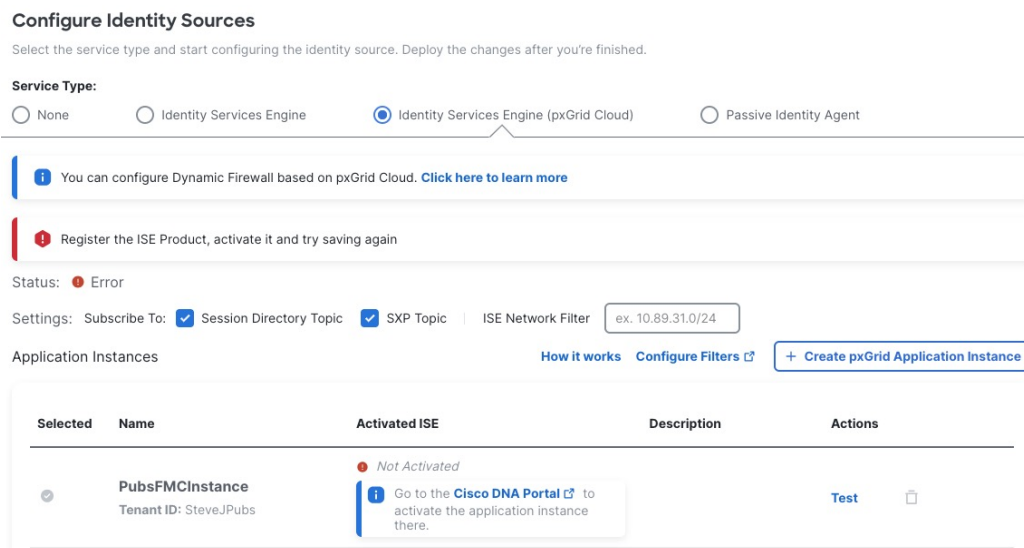 Configure Identity Sources
Select the service type and start configuring the identity source. Deploy the changes after you're finished.
Service Type:
None Identity Services Engine Identity Services Engine (pxGrid Cloud) Passive Identity Agent
You can configure Dynamic Firewall based on pxGrid Cloud. Click here to learn more
Register the ISE Product, activate it and try saving again
Status: Error
Settings: Subscribe To: Session Directory Topic SXP Topic ISE Network Filter ex. 10.89.31.0/24
Application Instances How it works Configure Filters + Create pxGrid Application Instance
Selected Name Activated ISE Description Actions
Not Activated
PubsFMCInstance
Tenant ID: SteveJPubs
Go to the Cisco DNA Portal to
activate the application instance
there.
Test